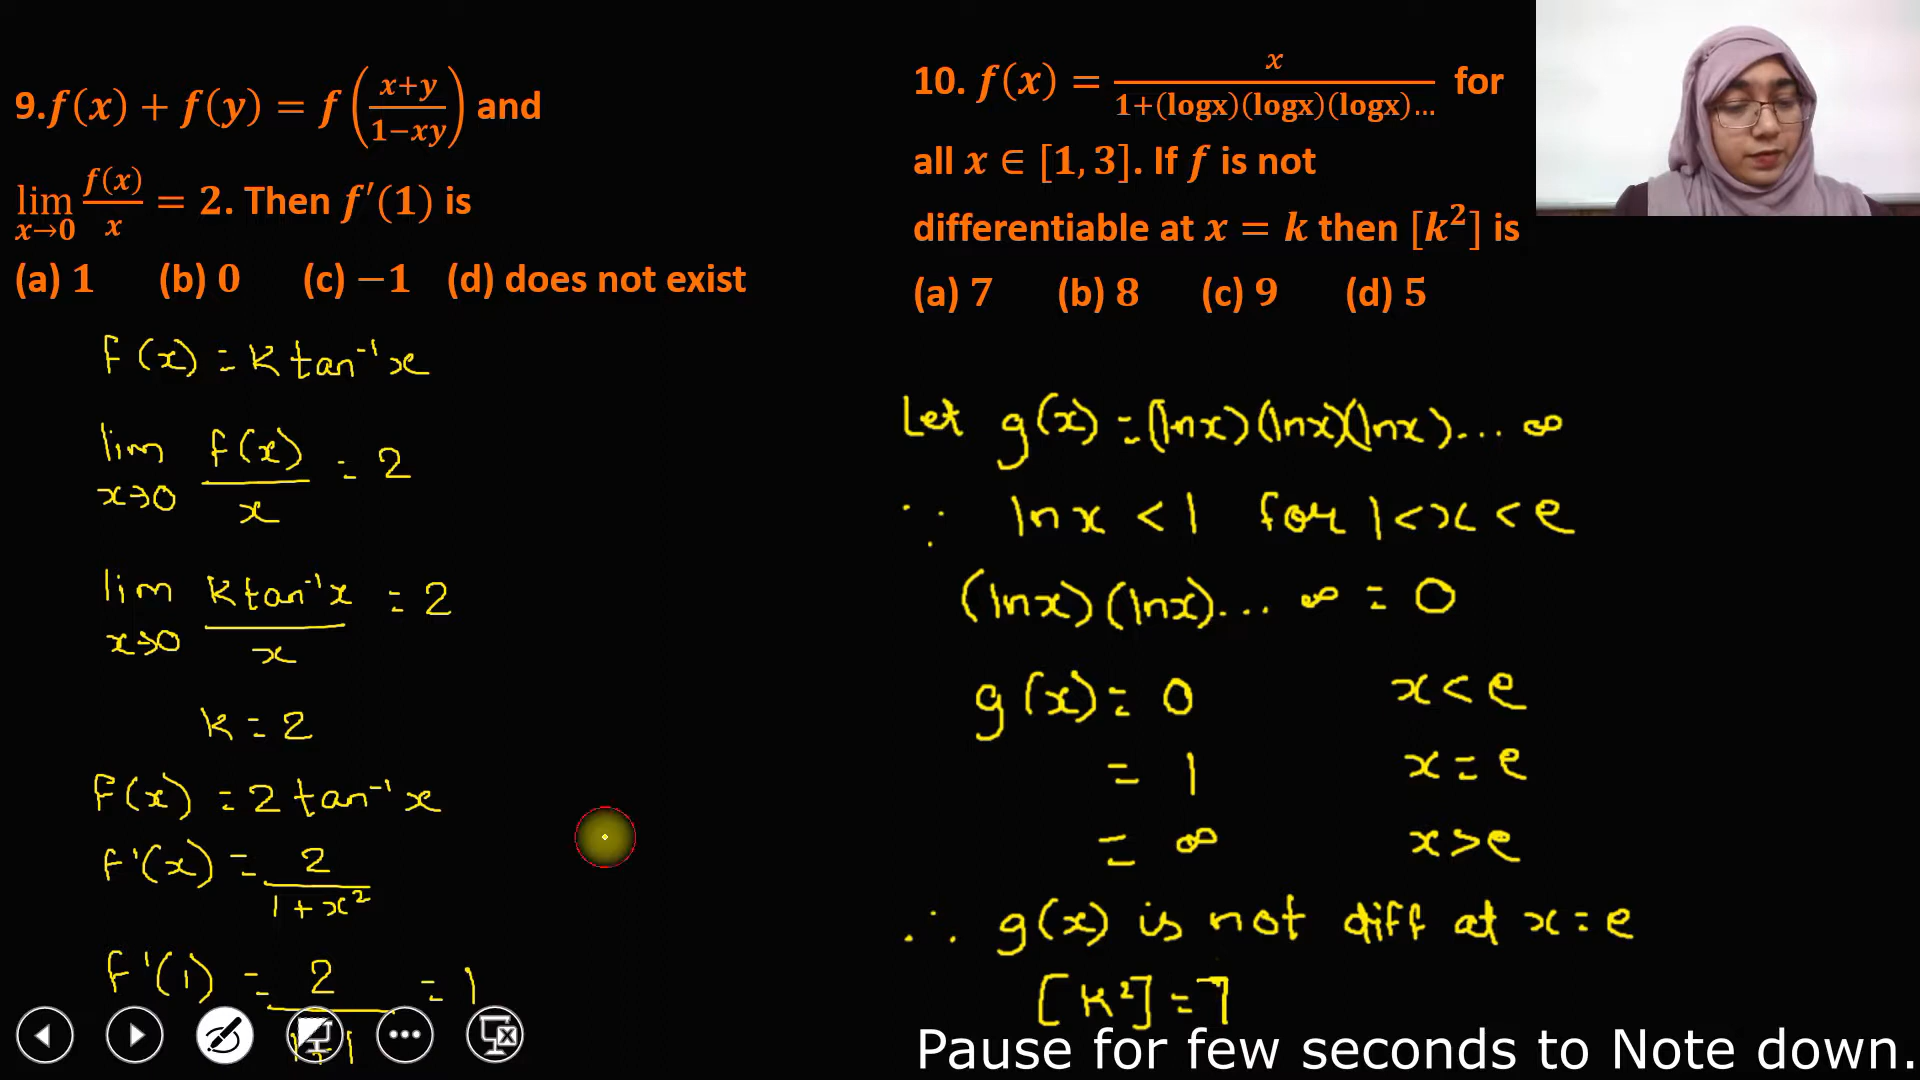 9.f(x) + f(y) = f((x+y)/(1−xy)) and
lim x→0 f(x)/x = 2. Then f′(1) is
(a) 1 (b) 0 (c) −1 (d) does not exist
f(x) = k tan⁻¹x
lim x→0 f(x)/x = 2
lim x→0 k tan⁻¹x/x = 2
k = 2
f(x) = 2 tan⁻¹x
f'(x) = 2/(1+x²)
f'(1) = 2/(1+1) = 1
10. f(x) = x/(1+(logx)(logx)(logx)...) for
all x ∈ [1, 3]. If f is not
differentiable at x = k then [k²] is
(a) 7 (b) 8 (c) 9 (d) 5
Let g(x) = (lnx)(lnx)(lnx)... ∞
∵ lnx < 1 for 1 < x < e
(lnx)(lnx)... ∞ = 0
g(x) = 0 x < e
= 1 x = e
= ∞ x > e
∴ g(x) is not diff at x = e
[k²] = 7
Pause for few seconds to Note down.